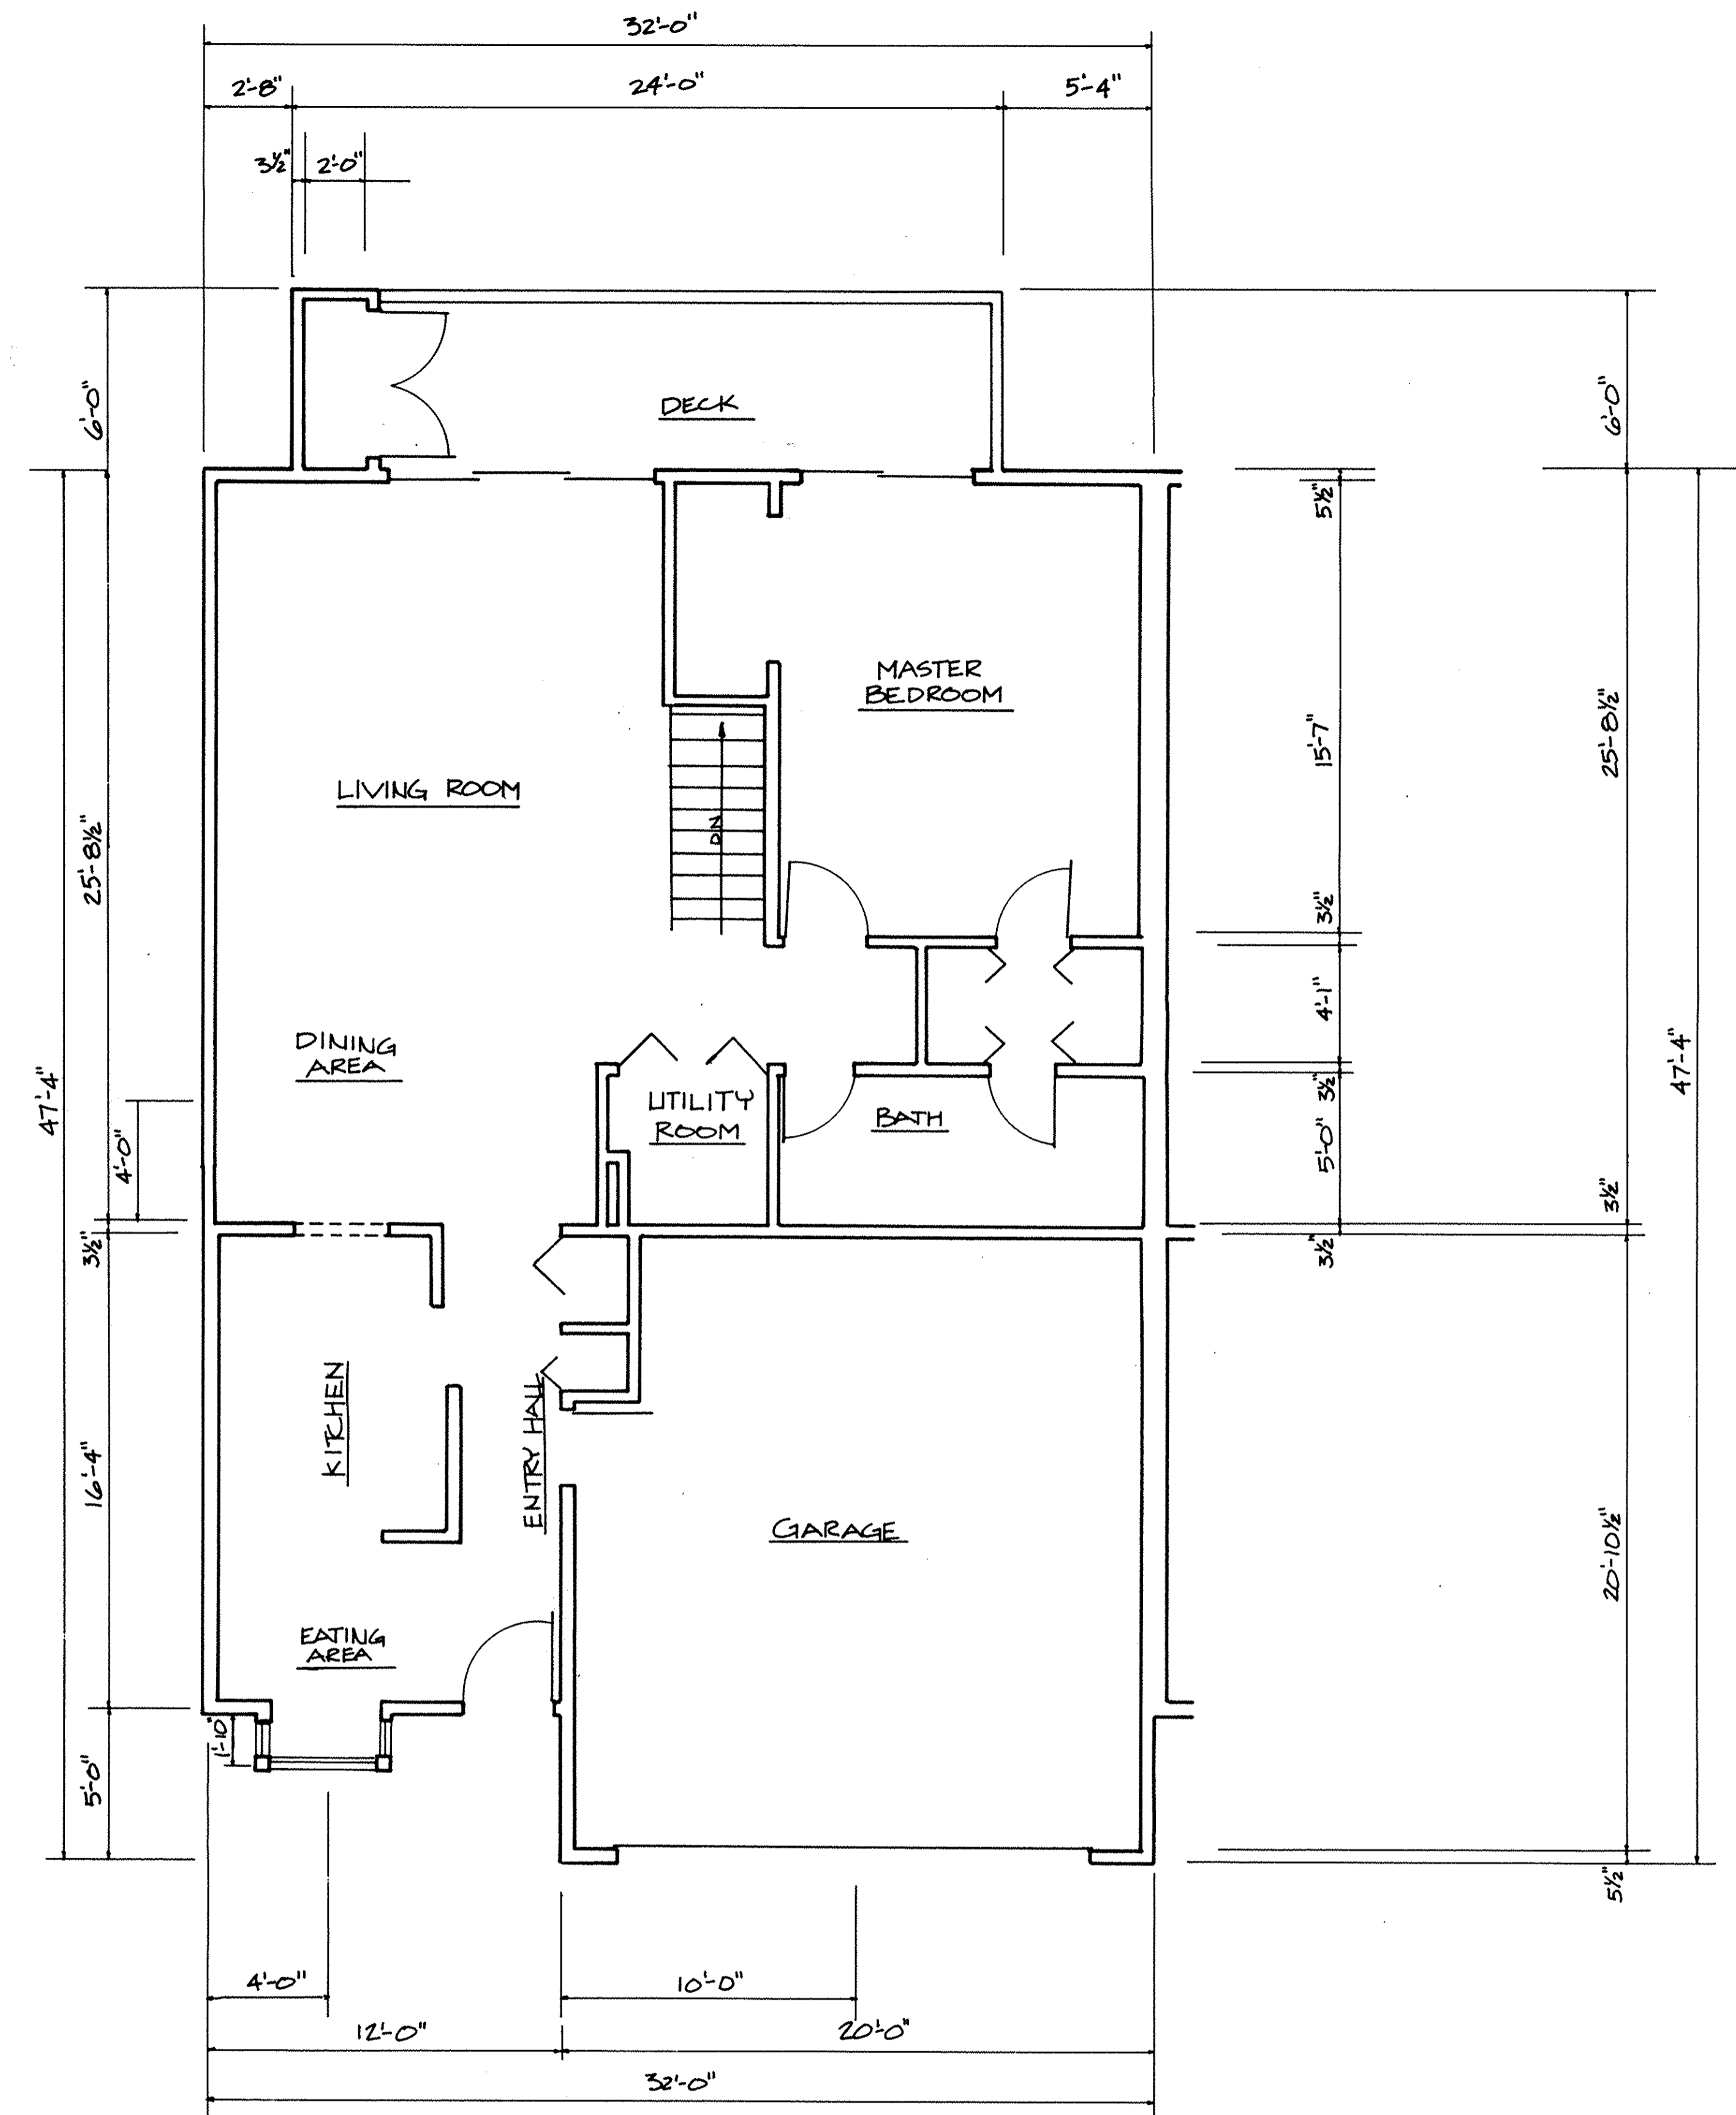 32'-0"
2'-8"
24'-0"
5'-4"
3½"
2'-0"
6'-0"
DECK
6'-0"
5½"
MASTER
BEDROOM
LIVING ROOM
15'-7"
25'-8½"
25'-8½"
DN
3½"
4'-1"
DINING
AREA
47'-4"
47'-4"
UTILITY
ROOM
BATH
3½"
4'-0"
5'-0"
3½"
3½"
3½"
KITCHEN
ENTRY HALL
16'-4"
GARAGE
20'-10½"
EATING
AREA
1'-10"
5'-0"
5½"
4'-0"
10'-0"
12'-0"
20'-0"
32'-0"